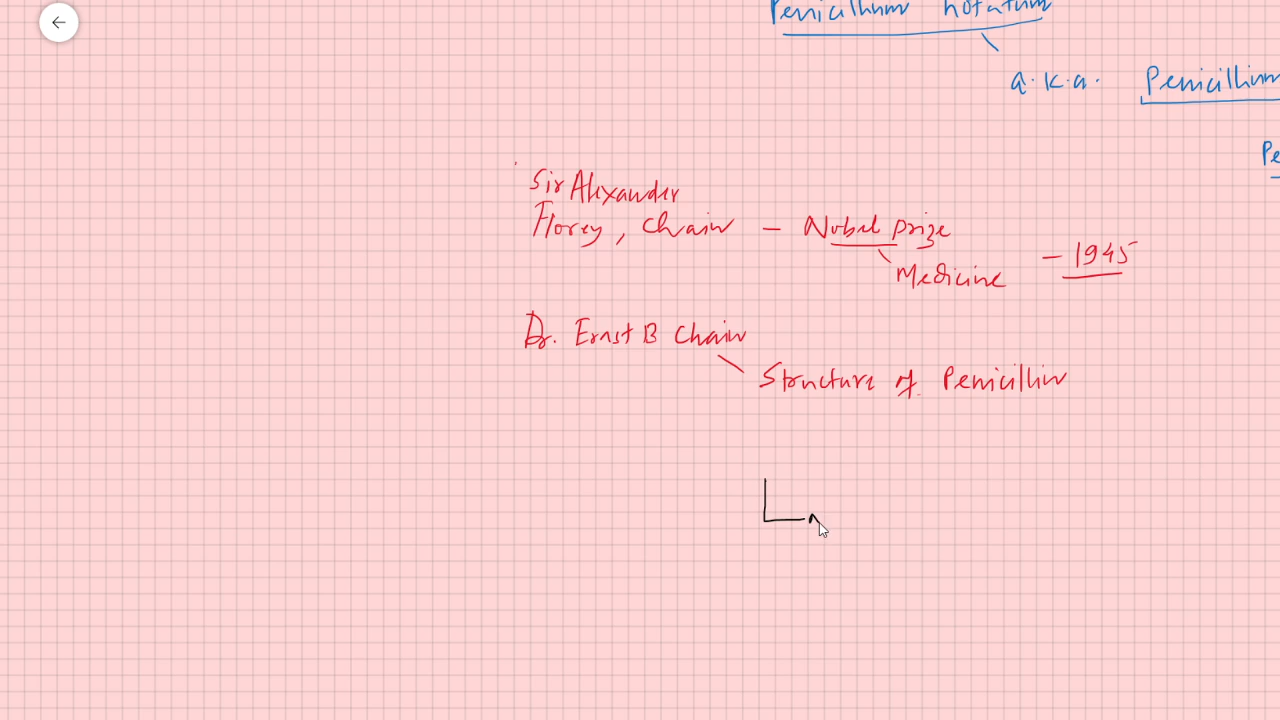 Penicillium notatum
a.k.a. Penicillium
Pe
Sir Alexander
Florey, Chain - Nobel prize
Medicine - 1945
Dr. Ernst B Chain
Structure of Penicillin